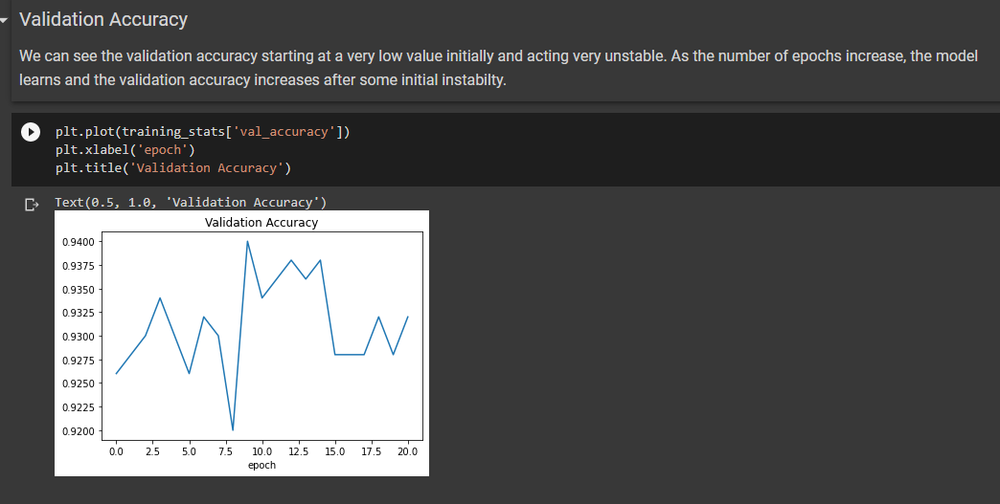 Validation Accuracy
We can see the validation accuracy starting at a very low value initially and acting very unstable. As the number of epochs increase, the model
learns and the validation accuracy increases after some initial instabilty.
plt.plot(training_stats['val_accuracy'])
plt.xlabel('epoch')
plt.title('Validation Accuracy')
Text(0.5, 1.0, 'Validation Accuracy')
Validation Accuracy
0.9400
0.9375
0.9350
0.9325
0.9300
0.9275
0.9250
0.9225
0.9200
0.0 2.5 5.0 7.5 10.0 12.5 15.0 17.5 20.0
epoch